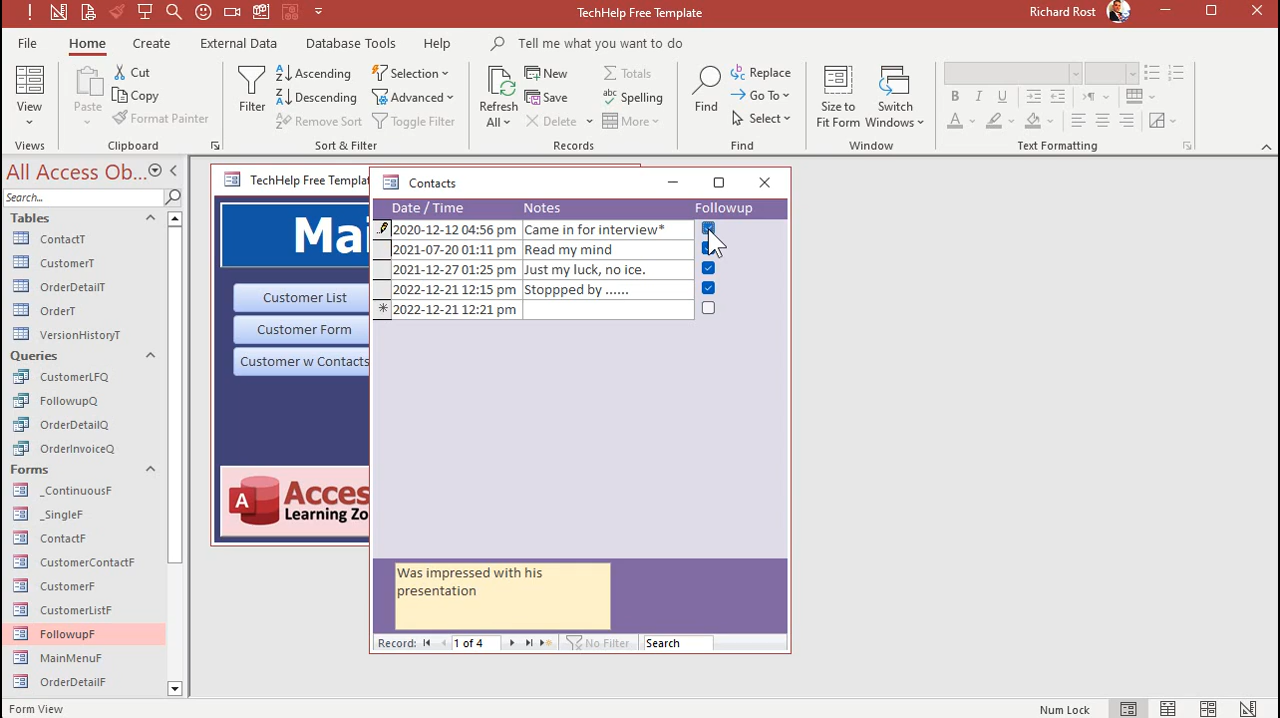 TechHelp Free Template
Richard Rost
File Home Create External Data Database Tools Help Tell me what you want to do
View
Views
Paste
Cut
Copy
Format Painter
Clipboard
Filter
Ascending
Descending
Remove Sort
Selection
Advanced
Toggle Filter
Sort & Filter
Refresh
All
New
Save
Delete
Totals
Spelling
More
Records
Find
Replace
Go To
Select
Find
Size to
Fit Form
Switch
Windows
Window
B I U
A
Text Formatting
All Access Ob...
Search...
Tables
ContactT
CustomerT
OrderDetailT
OrderT
VersionHistoryT
Queries
CustomerLFQ
FollowupQ
OrderDetailQ
OrderInvoiceQ
Forms
_ContinuousF
_SingleF
ContactF
CustomerContactF
CustomerF
CustomerListF
FollowupF
MainMenuF
OrderDetailF
TechHelp Free Templat
Mai
Customer List
Customer Form
Customer w Contacts
A
Acces
Learning Zo
Contacts
Date / Time Notes Followup
2020-12-12 04:56 pm Came in for interview*
2021-07-20 01:11 pm Read my mind
2021-12-27 01:25 pm Just my luck, no ice.
2022-12-21 12:15 pm Stoppped by ......
2022-12-21 12:21 pm
Was impressed with his
presentation
Record: 1 of 4 No Filter Search
Form View
Num Lock